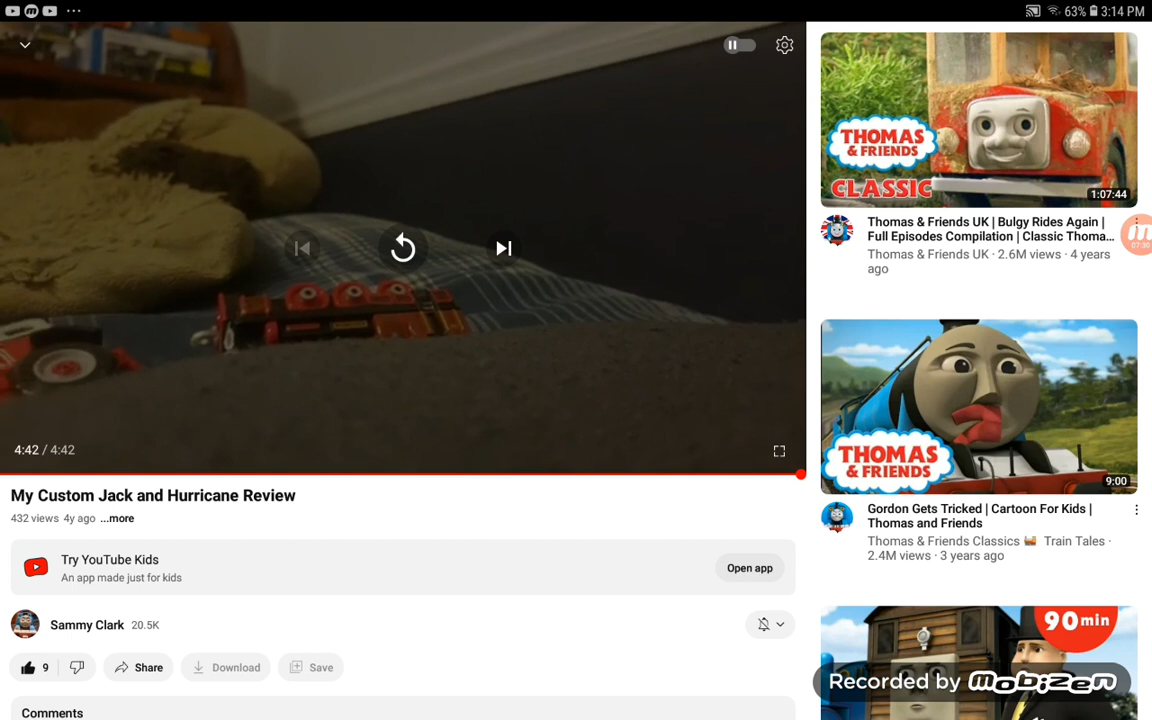 63% 3:14 PM
4:42 / 4:42
My Custom Jack and Hurricane Review
432 views 4y ago ...more
Try YouTube Kids
An app made just for kids
Open app
Sammy Clark 20.5K
9
Share
Download
Save
Comments
THOMAS
& FRIENDS
CLASSIC
1:07:44
Thomas & Friends UK | Bulgy Rides Again |
Full Episodes Compilation | Classic Thoma...
Thomas & Friends UK · 2.6M views · 4 years
ago
07:30
THOMAS
& FRIENDS
9:00
Gordon Gets Tricked | Cartoon For Kids |
Thomas and Friends
Thomas & Friends Classics Train Tales ·
2.4M views · 3 years ago
90min
Recorded by mobizen